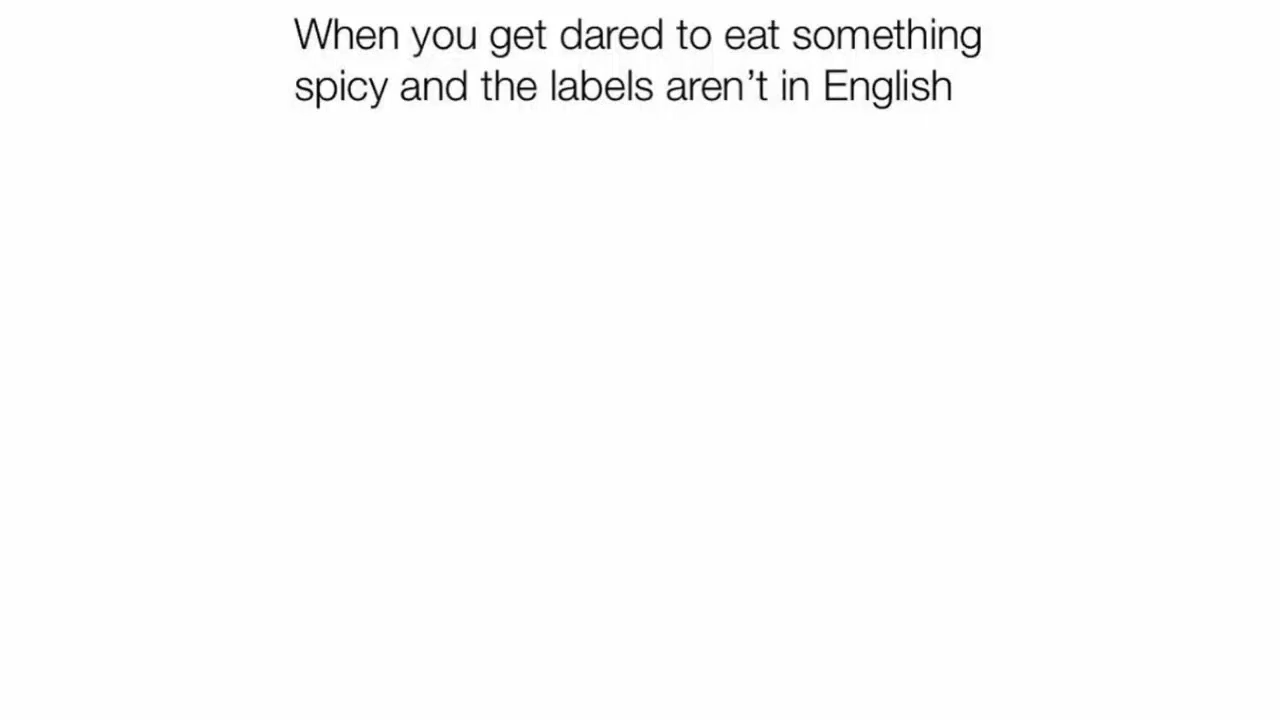 When you get dared to eat something
spicy and the labels aren’t in English